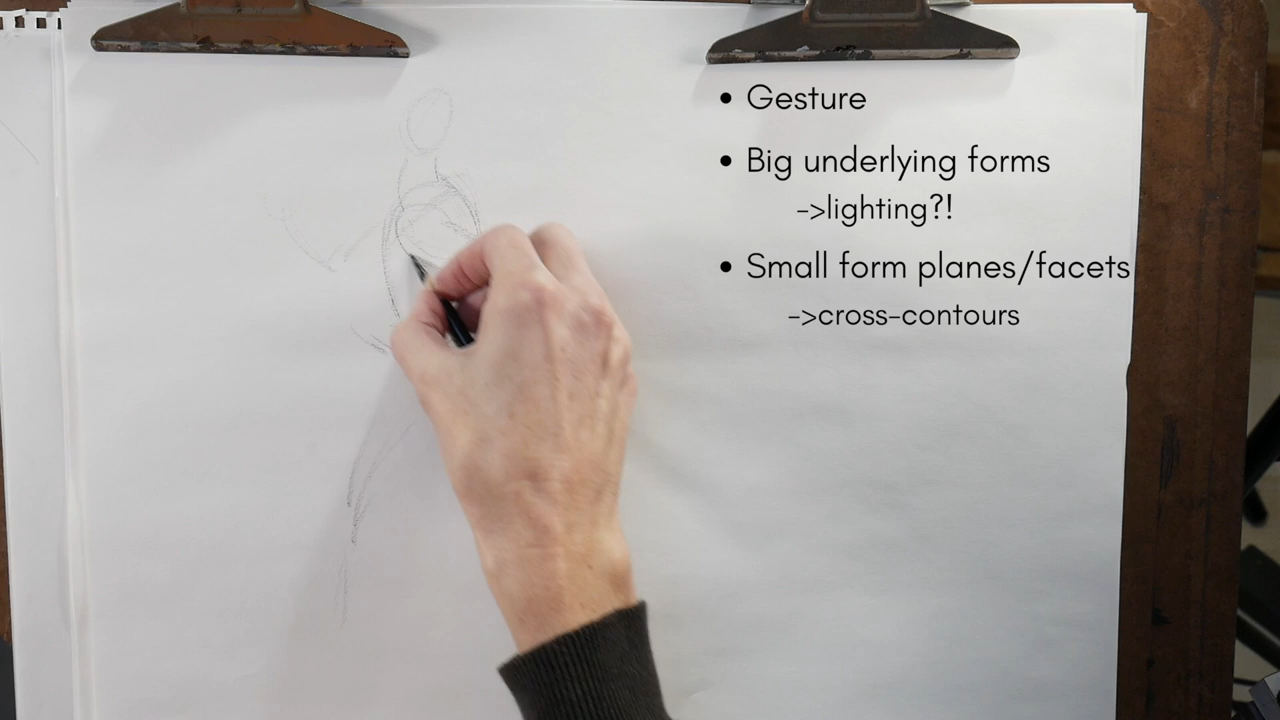 • Gesture
• Big underlying forms
->lighting?!
• Small form planes/facets
->cross-contours